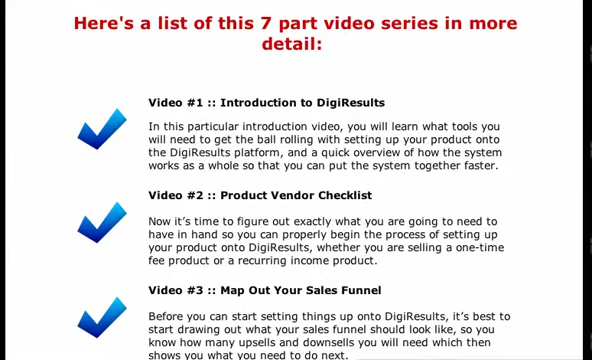 Here's a list of this 7 part video series in more
detail:
Video #1 :: Introduction to DigiResults
In this particular introduction video, you will learn what tools you
will need to get the ball rolling with setting up your product onto
the DigiResults platform, and a quick overview of how the system
works as a whole so that you can put the system together faster.
Video #2 :: Product Vendor Checklist
Now it's time to figure out exactly what you are going to need to
have in hand so you can properly begin the process of setting up
your product onto DigiResults, whether you are selling a one-time
fee product or a recurring income product.
Video #3 :: Map Out Your Sales Funnel
Before you can start setting things up onto DigiResults, it's best to
start drawing out what your sales funnel should look like, so you
know how many upsells and downsells you will need which then
shows you what you need to do next.